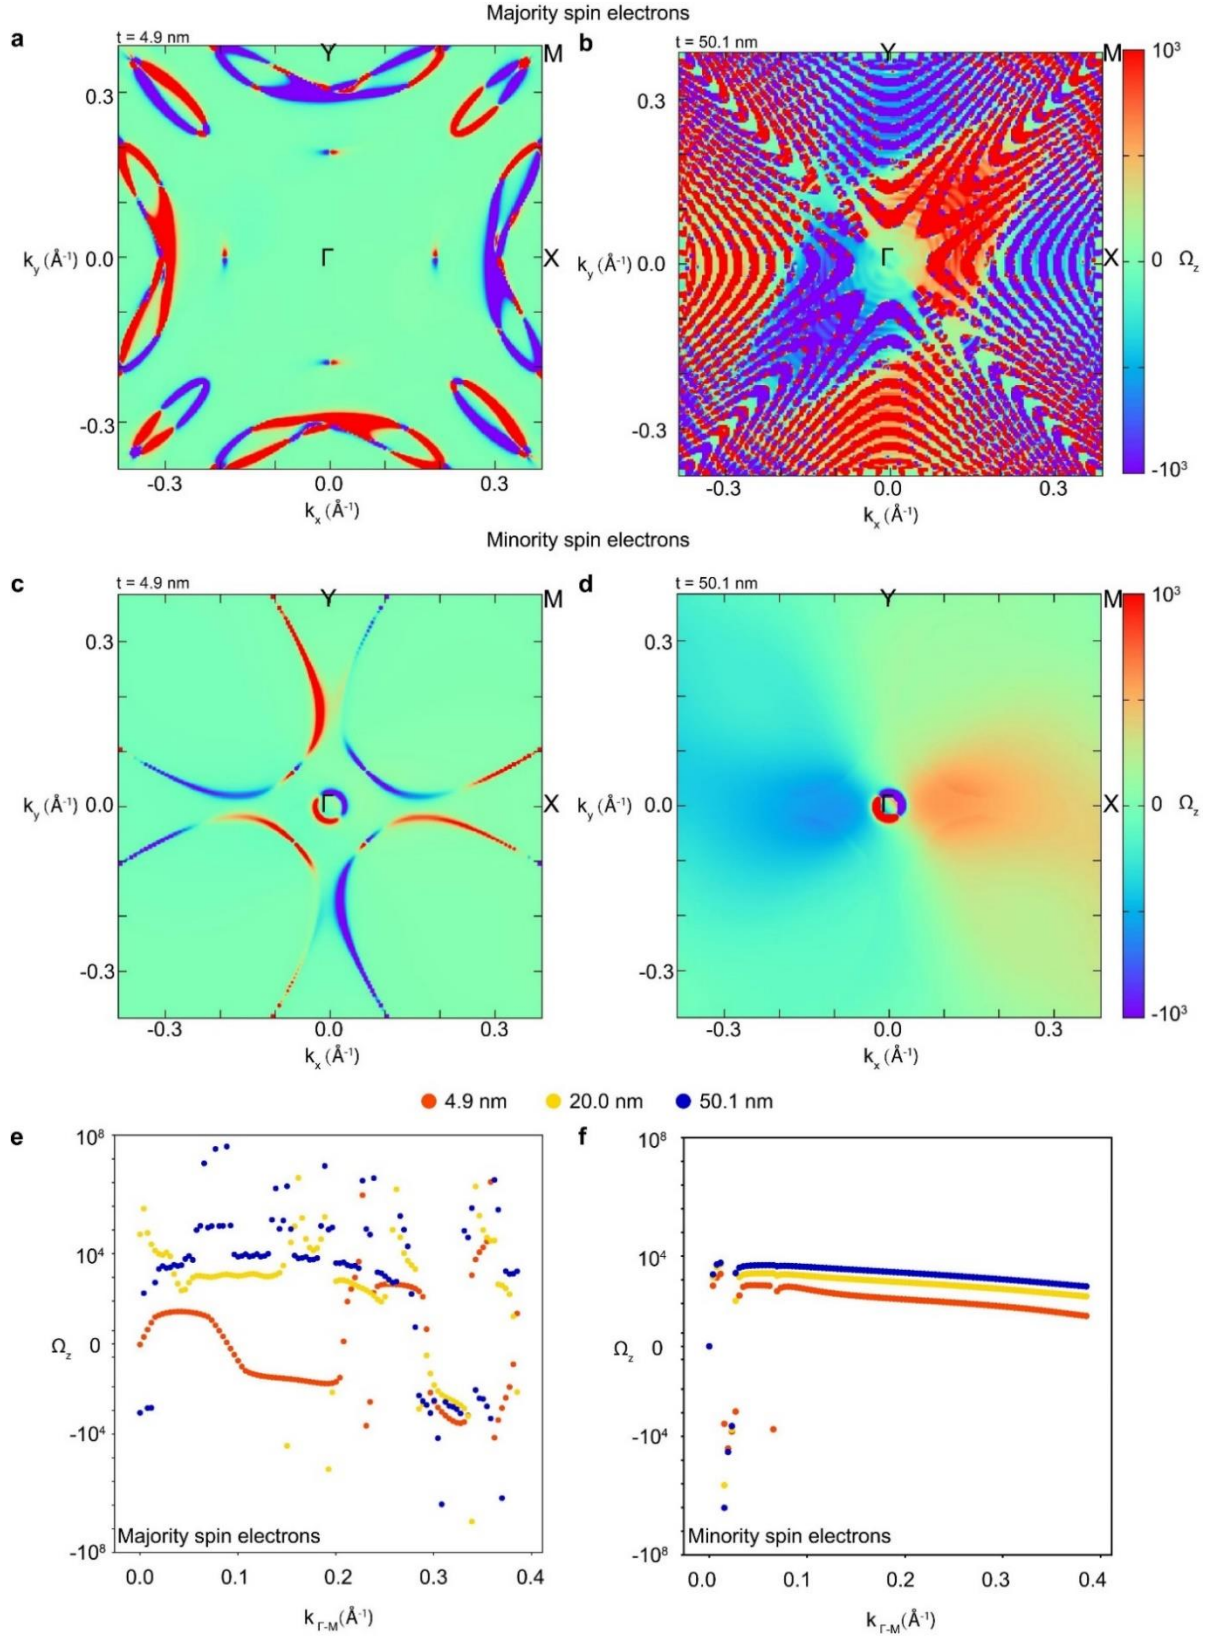 Majority spin electrons
a
t = 4.9 nm
Y
M
0.3
k_y (Å⁻¹) 0.0
Γ
X
-0.3
-0.3
0.0
0.3
k_x (Å⁻¹)
b
t = 50.1 nm
Y
M
0.3
k_y (Å⁻¹) 0.0
Γ
X
-0.3
-0.3
0.0
0.3
k_x (Å⁻¹)
10³
0 Ω_z
-10³
Minority spin electrons
c
t = 4.9 nm
Y
M
0.3
k_y (Å⁻¹) 0.0
Γ
X
-0.3
-0.3
0.0
0.3
k_x (Å⁻¹)
d
t = 50.1 nm
Y
M
0.3
k_y (Å⁻¹) 0.0
Γ
X
-0.3
-0.3
0.0
0.3
k_x (Å⁻¹)
10³
0 Ω_z
-10³
4.9 nm 20.0 nm 50.1 nm
e
10⁸
10⁴
Ω_z 0
-10⁴
-10⁸
Majority spin electrons
0.0 0.1 0.2 0.3 0.4
k_Γ-M (Å⁻¹)
f
10⁸
10⁴
Ω_z 0
-10⁴
-10⁸
Minority spin electrons
0.0 0.1 0.2 0.3 0.4
k_Γ-M (Å⁻¹)